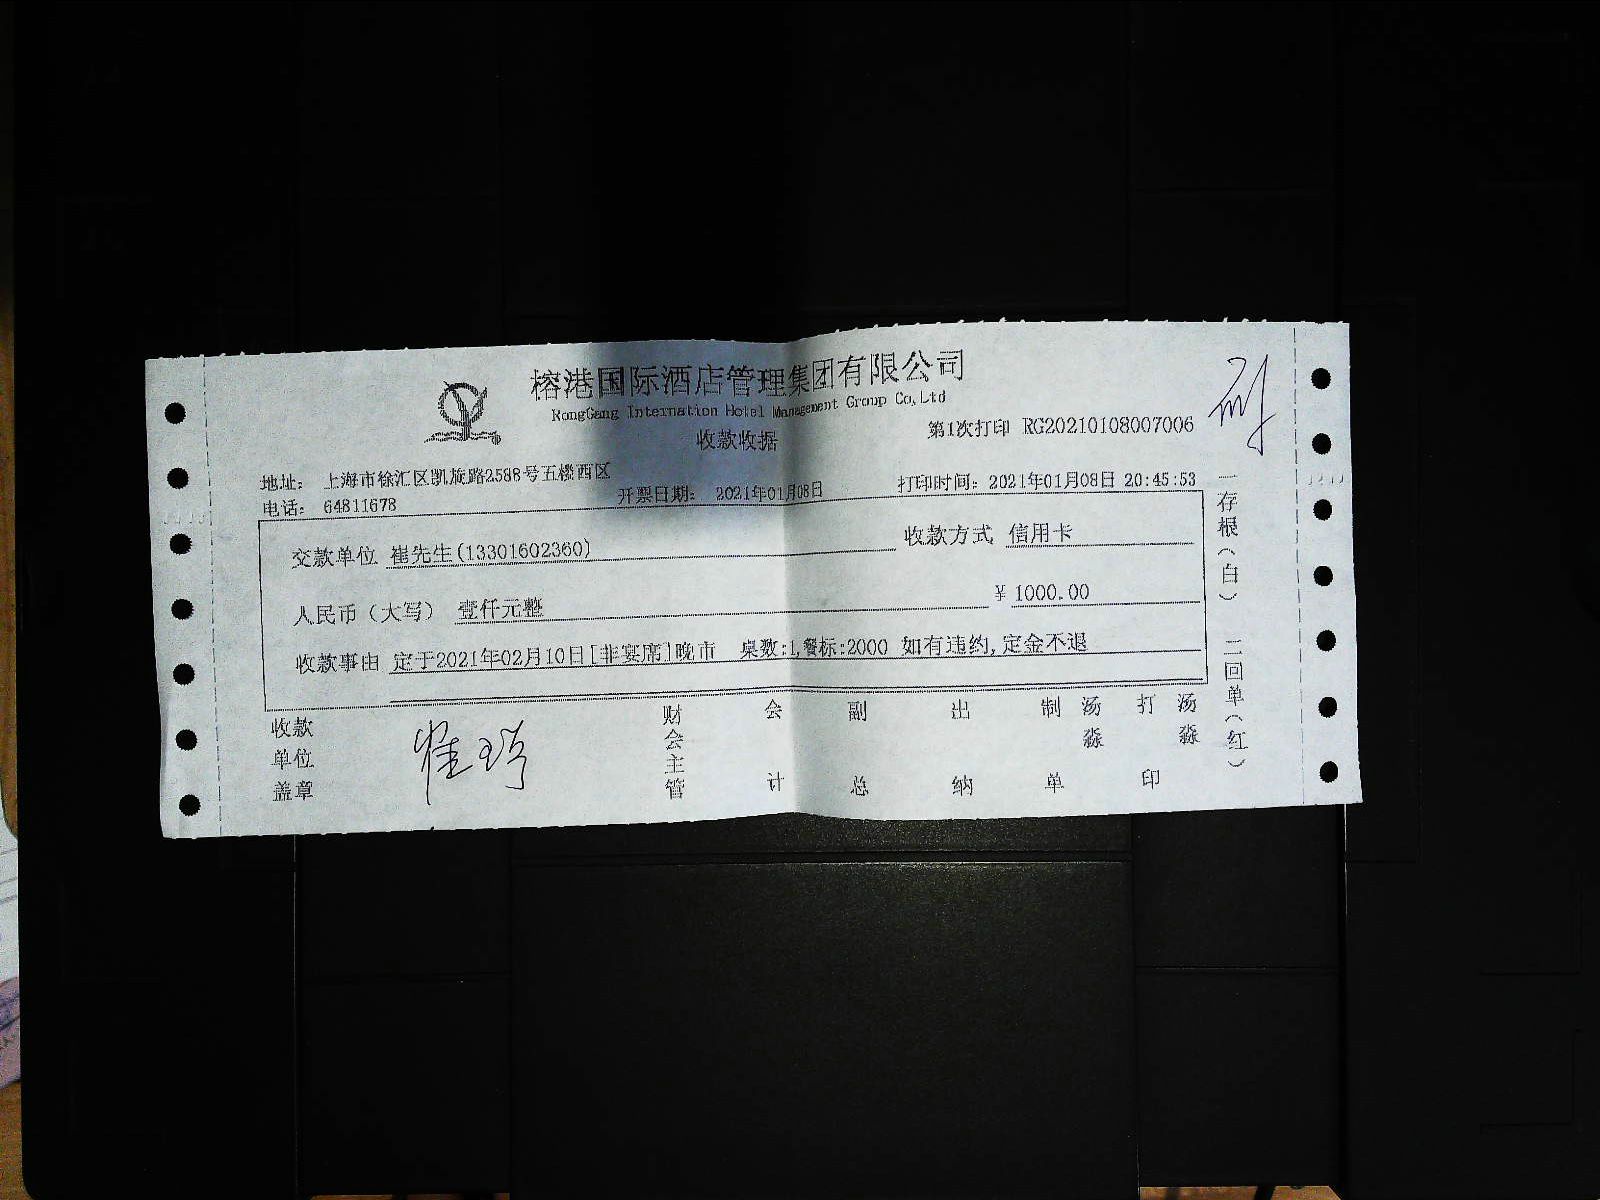 榕港国际酒店管理集团有限公司
RongGang Internation Hotel Management Group Co,Ltd
收款收据
第1次打印 RG20210108007006
地址： 上海市徐汇区凯旋路2588号五楼西区
电话： 64811678
开票日期： 2021年01月08日
打印时间：2021年01月08日 20:45:53
交款单位 崔先生(13301602360)
收款方式 信用卡
人民币（大写） 壹仟元整
¥ 1000.00
收款事由 定于2021年02月10日[非宴席]晚市 桌数:1,餐标:2000 如有违约,定金不退
收款单位盖章
财会主管
会计
副总
出纳
制单
汤淼
打印
汤淼
一存根（白） 二回单（红）